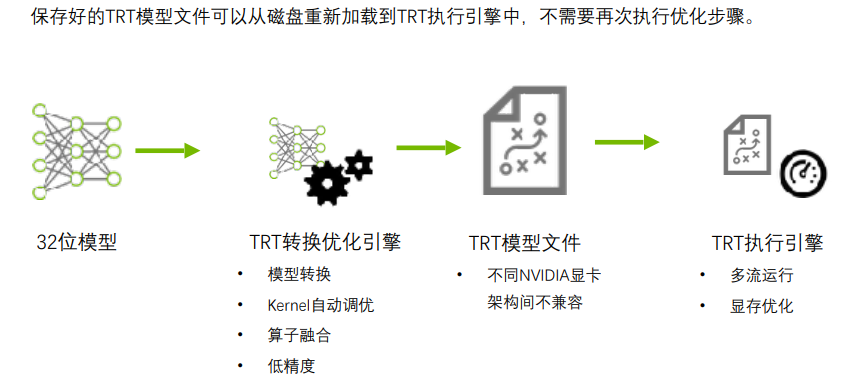 保存好的TRT模型文件可以从磁盘重新加载到TRT执行引擎中，不需要再次执行优化步骤。
32位模型
TRT转换优化引擎
• 模型转换
• Kernel自动调优
• 算子融合
• 低精度
TRT模型文件
• 不同NVIDIA显卡
架构间不兼容
TRT执行引擎
• 多流运行
• 显存优化